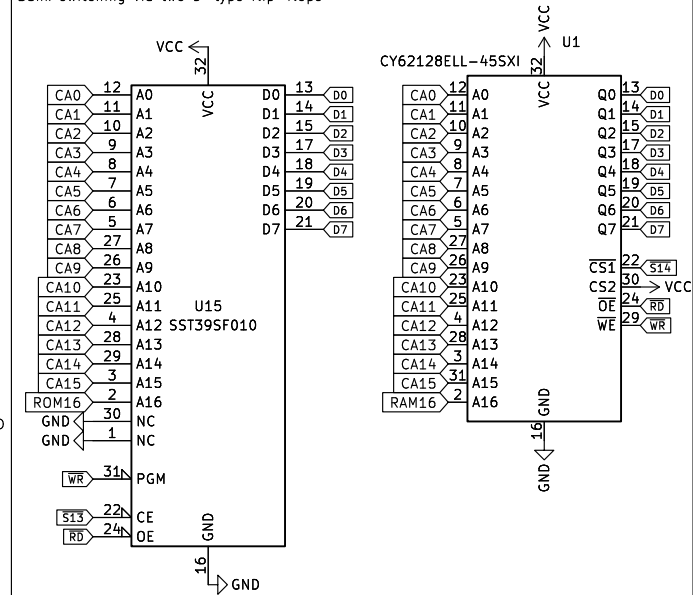 VCC
32
VCC
CA0 12 A0 D0 13 D0
CA1 11 A1 D1 14 D1
CA2 10 A2 D2 15 D2
CA3 9 A3 D3 17 D3
CA4 8 A4 D4 18 D4
CA5 7 A5 D5 19 D5
CA6 6 A6 D6 20 D6
CA7 5 A7 D7 21 D7
CA8 27 A8
CA9 26 A9
CA10 23 A10
CA11 25 A11
U15
CA12 4 A12 SST39SF010
CA13 28 A13
CA14 29 A14
CA15 3 A15
ROM16 2 A16
GND 30 NC
GND 1 NC
WR 31 PGM
S13 22 CE
RD 24 OE
GND
16
GND
VCC
U1
CY62128ELL-45SXI
32
VCC
CA0 12 A0 Q0 13 D0
CA1 11 A1 Q1 14 D1
CA2 10 A2 Q2 15 D2
CA3 9 A3 Q3 17 D3
CA4 8 A4 Q4 18 D4
CA5 7 A5 Q5 19 D5
CA6 6 A6 Q6 20 D6
CA7 5 A7 Q7 21 D7
CA8 27 A8
CA9 26 A9 CS1 22 S14
CA10 23 A10 CS2 30 VCC
CA11 25 A11 OE 24 RD
CA12 4 A12 WE 29 WR
CA13 28 A13
CA14 3 A14
CA15 31 A15
RAM16 2 A16
GND
16
GND